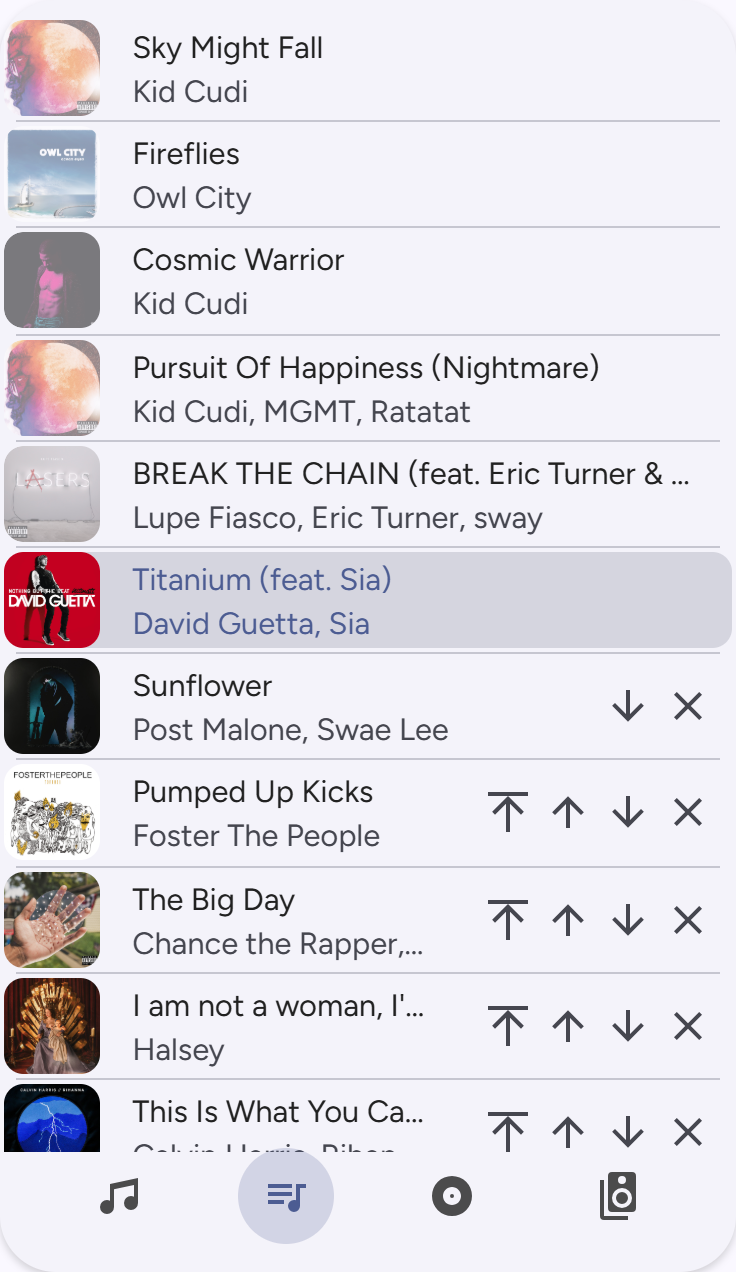 Sky Might Fall
Kid Cudi
OWL CITY
Fireflies
Owl City
Cosmic Warrior
Kid Cudi
Pursuit Of Happiness (Nightmare)
Kid Cudi, MGMT, Ratatat
LASERS
BREAK THE CHAIN (feat. Eric Turner & ...
Lupe Fiasco, Eric Turner, sway
NOTHING BUT THE BEAT
DAVID GUETTA
Titanium (feat. Sia)
David Guetta, Sia
Sunflower
Post Malone, Swae Lee
FOSTERTHEPEOPLE
Pumped Up Kicks
Foster The People
The Big Day
Chance the Rapper,...
I am not a woman, I'...
Halsey
CALVIN HARRIS // RIHANNA
This Is What You Ca...